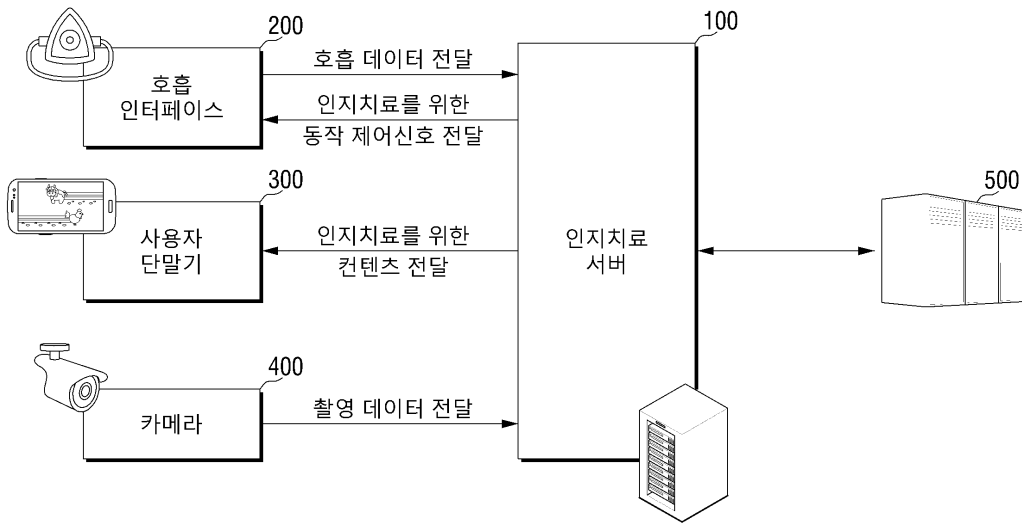 200
호흡
인터페이스
호흡 데이터 전달
인지치료를 위한
동작 제어신호 전달
300
사용자
단말기
인지치료를 위한
컨텐츠 전달
400
카메라
촬영 데이터 전달
100
인지치료
서버
500